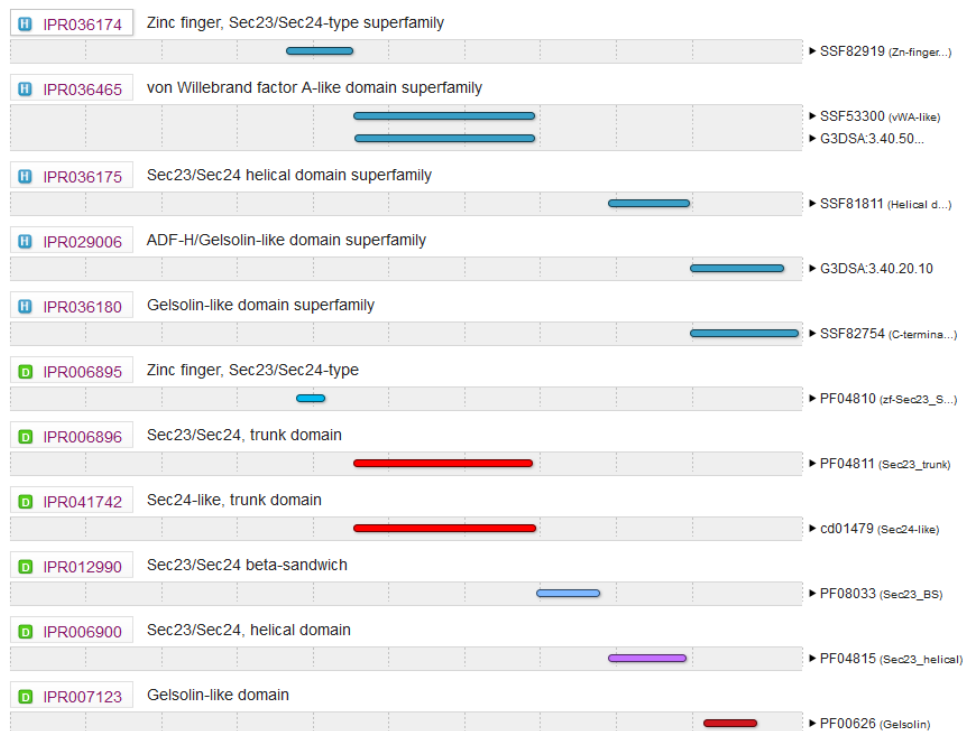 H IPR036174 Zinc finger, Sec23/Sec24-type superfamily
SSF82919 (Zn-finger...)
H IPR036465 von Willebrand factor A-like domain superfamily
SSF53300 (vWA-like)
G3DSA:3.40.50...
H IPR036175 Sec23/Sec24 helical domain superfamily
SSF81811 (Helical d...)
H IPR029006 ADF-H/Gelsolin-like domain superfamily
G3DSA:3.40.20.10
H IPR036180 Gelsolin-like domain superfamily
SSF82754 (C-termina...)
D IPR006895 Zinc finger, Sec23/Sec24-type
PF04810 (zf-Sec23_S...)
D IPR006896 Sec23/Sec24, trunk domain
PF04811 (Sec23_trunk)
D IPR041742 Sec24-like, trunk domain
cd01479 (Sec24-like)
D IPR012990 Sec23/Sec24 beta-sandwich
PF08033 (Sec23_BS)
D IPR006900 Sec23/Sec24, helical domain
PF04815 (Sec23_helical)
D IPR007123 Gelsolin-like domain
PF00626 (Gelsolin)